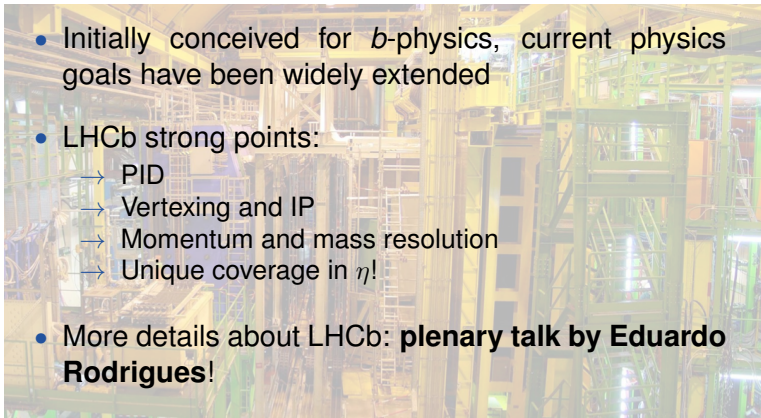 • Initially conceived for b-physics, current physics
goals have been widely extended
• LHCb strong points:
→ PID
→ Vertexing and IP
→ Momentum and mass resolution
→ Unique coverage in η!
• More details about LHCb: plenary talk by Eduardo
Rodrigues!